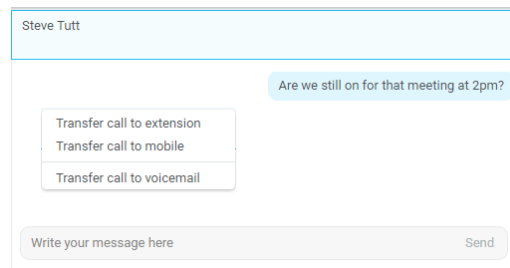 Steve Tutt
Are we still on for that meeting at 2pm?
Transfer call to extension
Transfer call to mobile
Transfer call to voicemail
Write your message here
Send